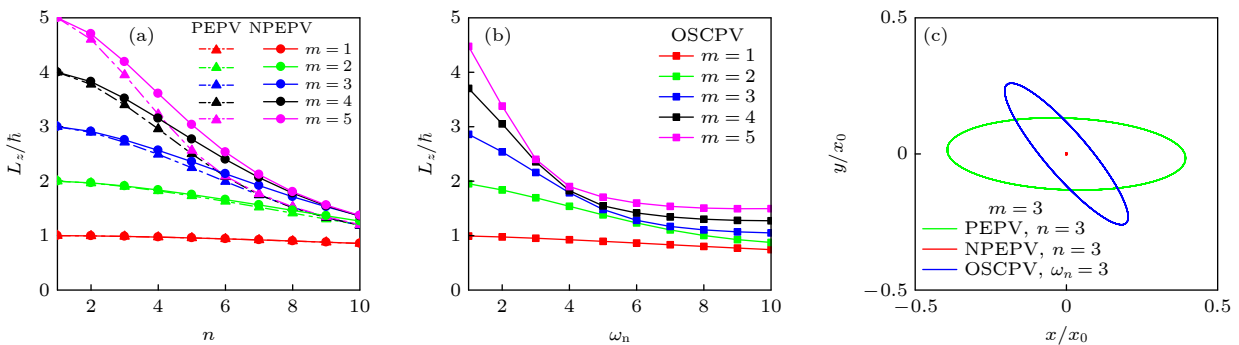 (a)
PEPV NPEPV
m = 1
m = 2
m = 3
m = 4
m = 5
5
4
3
2
1
0
L_z/ℏ
2 4 6 8 10
n
(b)
OSCPV
m = 1
m = 2
m = 3
m = 4
m = 5
5
4
3
2
1
0
L_z/ℏ
2 4 6 8 10
ω_n
(c)
0.5
0
−0.5
y/x_0
m = 3
PEPV, n = 3
NPEPV, n = 3
OSCPV, ω_n = 3
−0.5 0 0.5
x/x_0